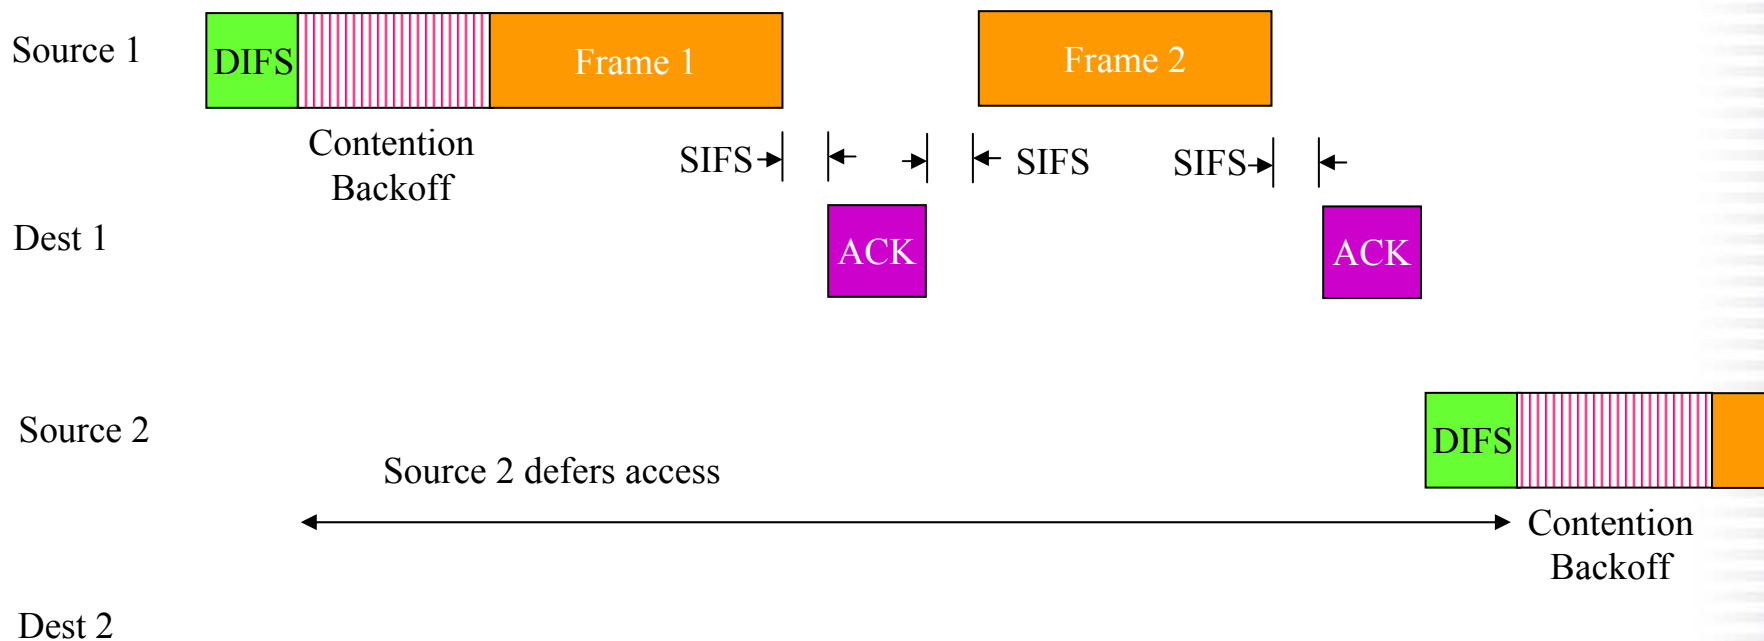 Source 1
DIFS
Frame 1
Frame 2
Contention
Backoff
SIFS
SIFS
SIFS
Dest 1
ACK
ACK
Source 2
DIFS
Source 2 defers access
Contention
Backoff
Dest 2